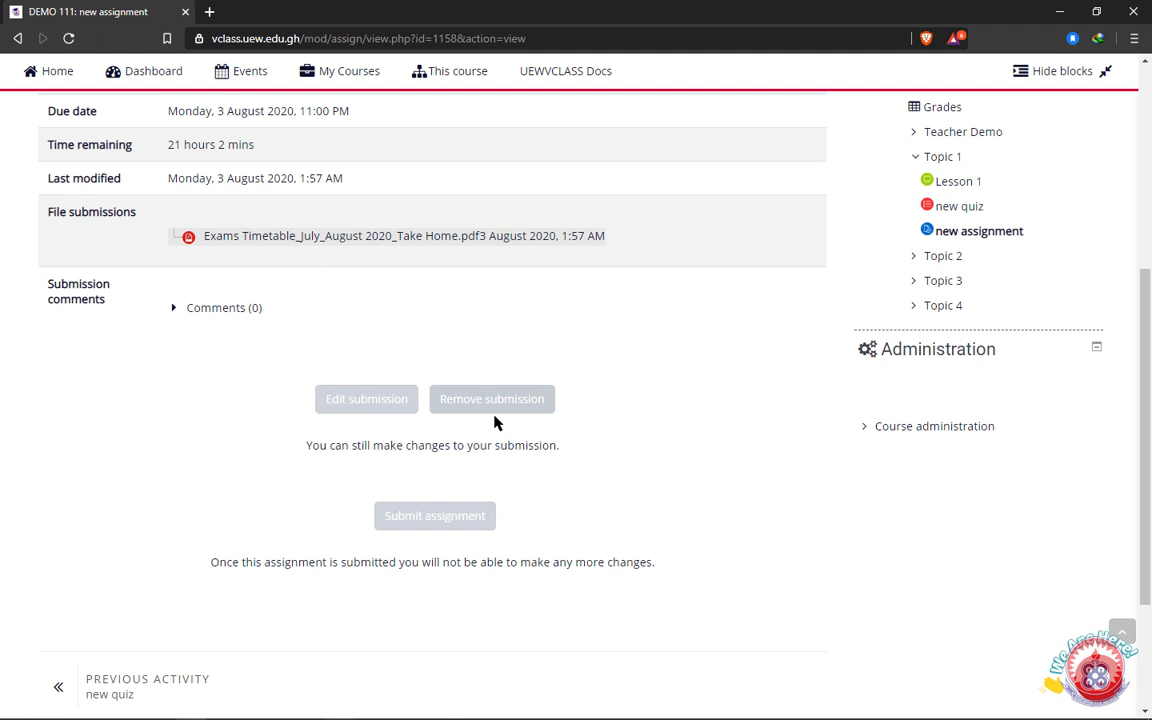 DEMO 111: new assignment
vclass.uew.edu.gh/mod/assign/view.php?id=1158&action=view
6
Home
Dashboard
Events
My Courses
This course
UEWVCLASS Docs
Hide blocks
Due date
Monday, 3 August 2020, 11:00 PM
Time remaining
21 hours 2 mins
Last modified
Monday, 3 August 2020, 1:57 AM
File submissions
Exams Timetable_July_August 2020_Take Home.pdf3 August 2020, 1:57 AM
Submission
comments
Comments (0)
Edit submission
Remove submission
You can still make changes to your submission.
Submit assignment
Once this assignment is submitted you will not be able to make any more changes.
PREVIOUS ACTIVITY
new quiz
Grades
Teacher Demo
Topic 1
Lesson 1
new quiz
new assignment
Topic 2
Topic 3
Topic 4
Administration
Course administration
We Are Here!